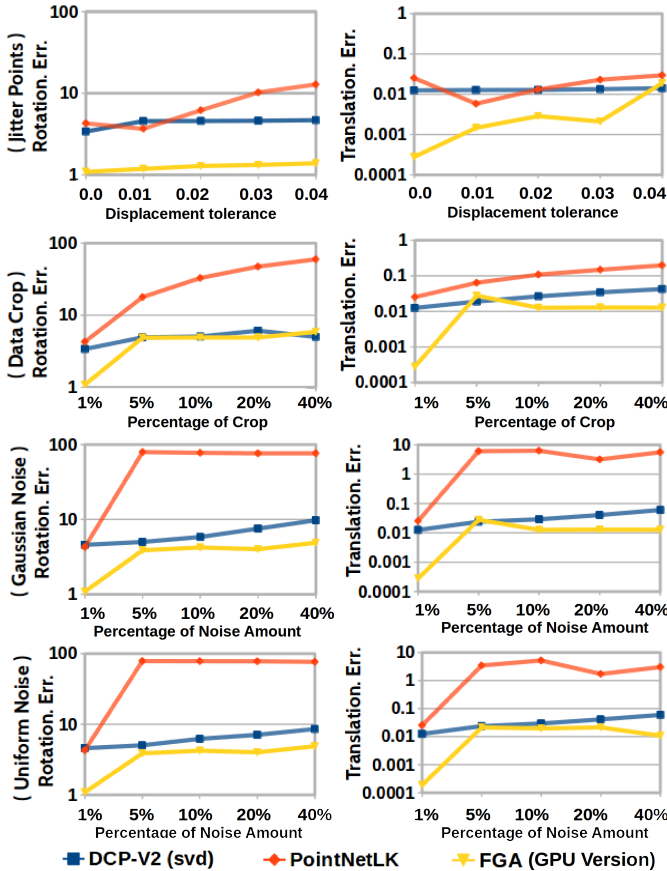 ( Jitter Points )
Rotation. Err.
100
10
1
0.0 0.01 0.02 0.03 0.04
Displacement tolerance
Translation. Err.
1
0.1
0.01
0.001
0.0001
0.0 0.01 0.02 0.03 0.04
Displacement tolerance
( Data Crop )
Rotation. Err.
100
10
1
1% 5% 10% 20% 40%
Percentage of Crop
Translation. Err.
1
0.1
0.01
0.001
0.0001
1% 5% 10% 20% 40%
Percentage of Crop
( Gaussian Noise )
Rotation. Err.
100
10
1
1% 5% 10% 20% 40%
Percentage of Noise Amount
Translation. Err.
10
1
0.1
0.01
0.001
0.0001
1% 5% 10% 20% 40%
Percentage of Noise Amount
( Uniform Noise )
Rotation. Err.
100
10
1
1% 5% 10% 20% 40%
Percentage of Noise Amount
Translation. Err.
10
1
0.1
0.01
0.001
0.0001
1% 5% 10% 20% 40%
Percentage of Noise Amount
DCP-V2 (svd) PointNetLK FGA (GPU Version)